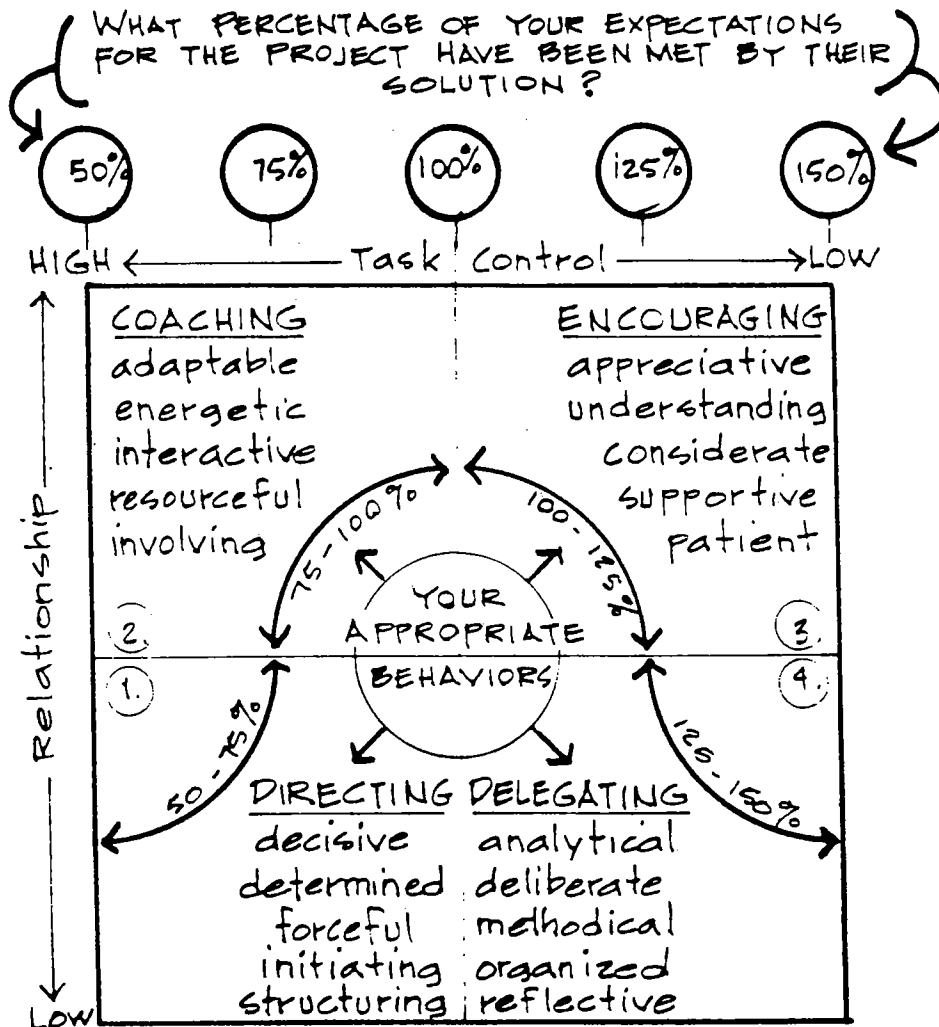 WHAT PERCENTAGE OF YOUR EXPECTATIONS
FOR THE PROJECT HAVE BEEN MET BY THEIR
SOLUTION?
50% 75% 100% 125% 150%
HIGH Task Control LOW
Relationship
Low
COACHING
adaptable
energetic
interactive
resourceful
involving
ENCOURAGING
appreciative
understanding
considerate
supportive
patient
75-100%
100-125%
YOUR
APPROPRIATE
BEHAVIORS
2.
3.
1.
4.
50-75%
125-150%
DIRECTING
decisive
determined
forceful
initiating
structuring
DELEGATING
analytical
deliberate
methodical
organized
reflective